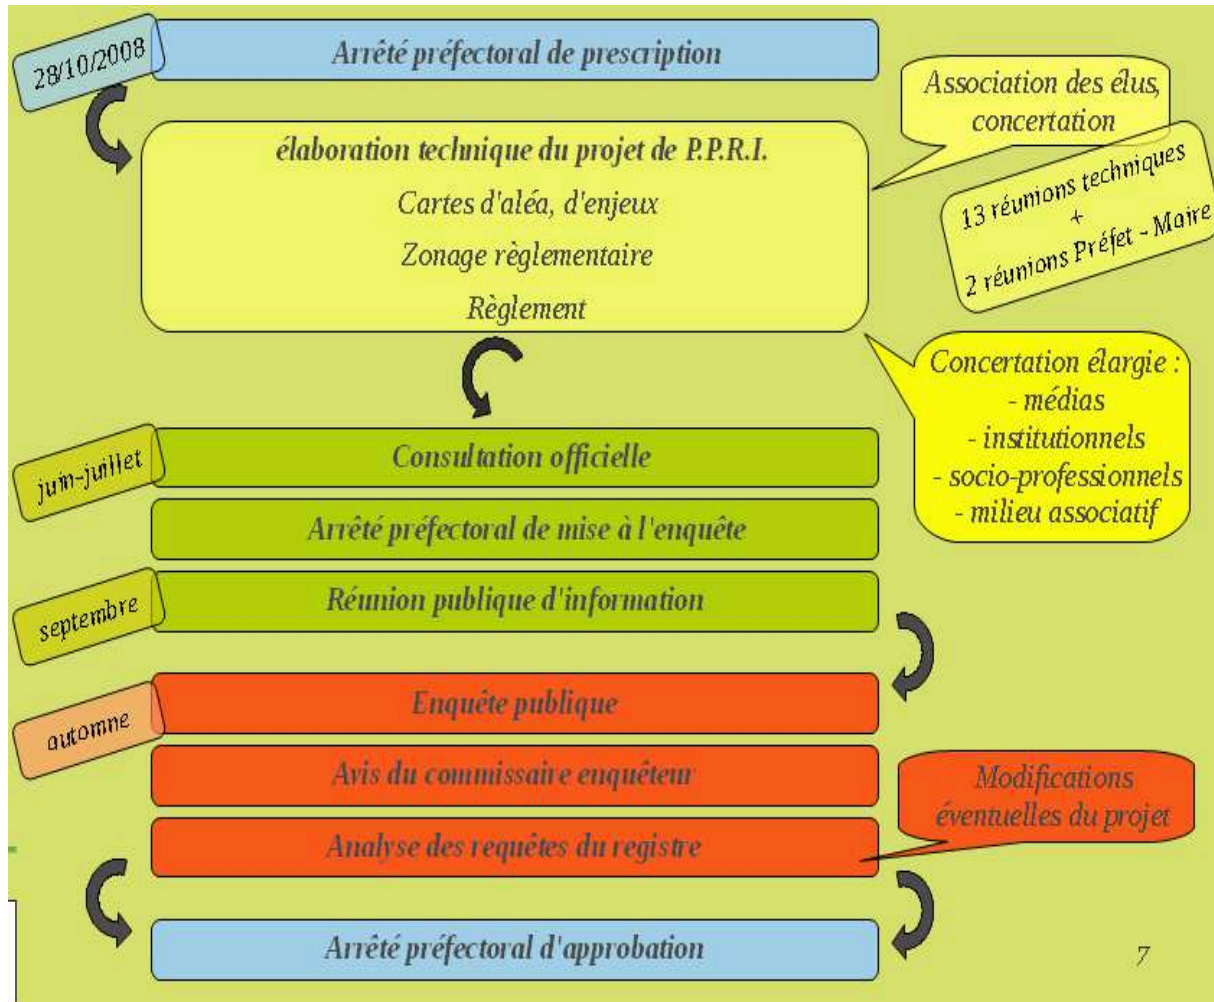 28/10/2008
Arrêté préfectoral de prescription
Association des élus,
concertation
élaboration technique du projet de P.P.R.I.
Cartes d'aléa, d'enjeux
Zonage règlementaire
Règlement
13 réunions techniques
+
2 réunions Préfet - Maire
Concertation élargie :
- médias
- institutionnels
- socio-professionnels
- milieu associatif
juin-juillet
Consultation officielle
Arrêté préfectoral de mise à l'enquête
septembre
Réunion publique d'information
automne
Enquête publique
Avis du commissaire enquêteur
Modifications
éventuelles du projet
Analyse des requêtes du registre
Arrêté préfectoral d'approbation
7